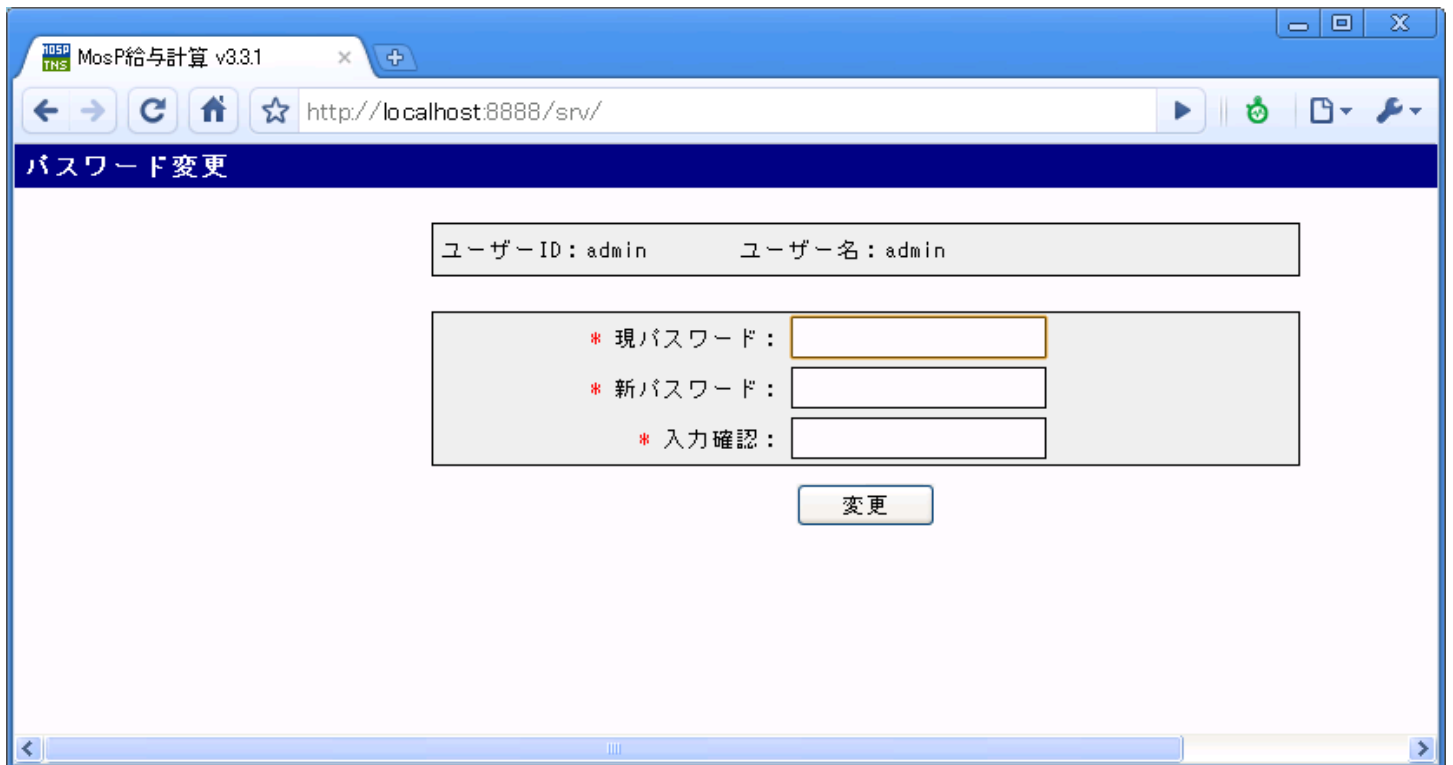 MOSP
TNS
MosP給与計算 v3.3.1
http://localhost:8888/srv/
パスワード変更
ユーザーID：admin ユーザー名：admin
* 現パスワード：
* 新パスワード：
* 入力確認：
変更